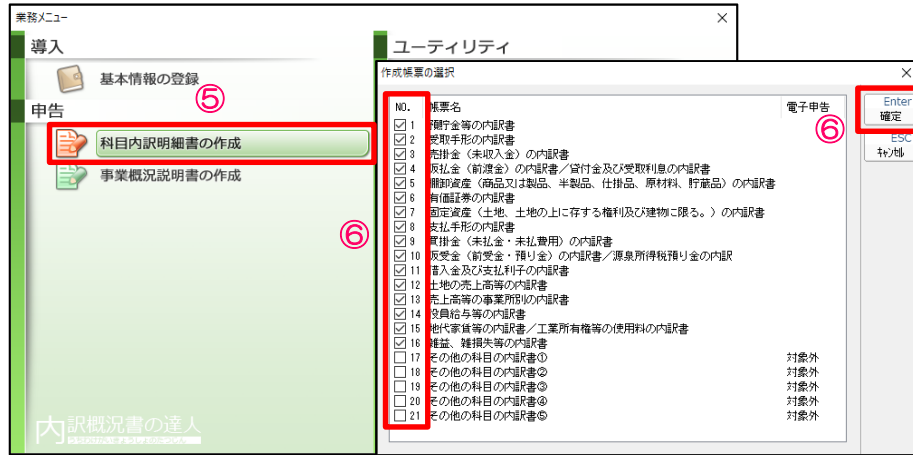 業務メニュー
導入
ユーティリティ
基本情報の登録
⑤
申告
科目内訳明細書の作成
事業概況説明書の作成
⑥
内訳概況書の達人
作成帳票の選択
NO. 帳票名 電子申告
⑥
Enter
確定
ESC
ｷｬﾝｾﾙ
1 預貯金等の内訳書
2 受取手形の内訳書
3 売掛金（未収入金）の内訳書
4 仮払金（前渡金）の内訳書／貸付金及び受取利息の内訳書
5 棚卸資産（商品又は製品、半製品、仕掛品、原材料、貯蔵品）の内訳書
6 有価証券の内訳書
7 固定資産（土地、土地の上に存する権利及び建物に限る。）の内訳書
8 支払手形の内訳書
9 買掛金（未払金・未払費用）の内訳書
10 仮受金（前受金・預り金）の内訳書／源泉所得税預り金の内訳
11 借入金及び支払利子の内訳書
12 土地の売上高等の内訳書
13 売上高等の事業所別の内訳書
14 役員給与等の内訳書
15 地代家賃等の内訳書／工業所有権等の使用料の内訳書
16 雑益、雑損失等の内訳書
17 その他の科目の内訳書① 対象外
18 その他の科目の内訳書② 対象外
19 その他の科目の内訳書③ 対象外
20 その他の科目の内訳書④ 対象外
21 その他の科目の内訳書⑤ 対象外